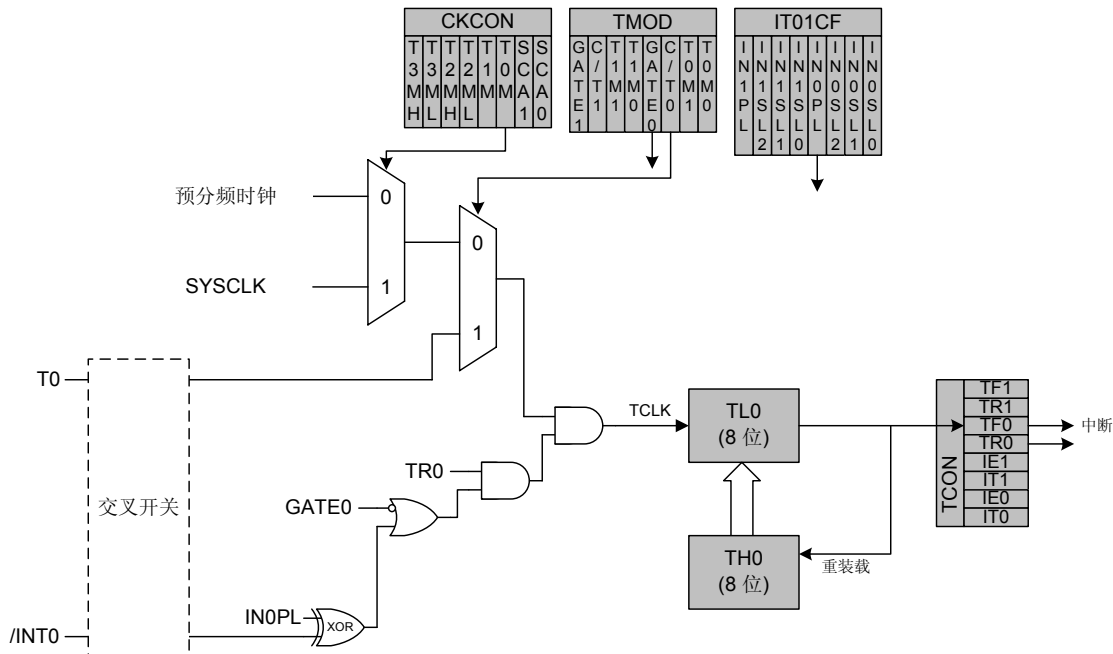 CKCON
T3MH
T3ML
T2MH
T2ML
T1M
T0M
SCA1
SCA0
TMOD
GATE1
C/T1
T1M1
T1M0
GATE0
C/T0
T0M1
T0M0
IT01CF
IN1PL
IN1SL2
IN1SL1
IN1SL0
IN0PL
IN0SL2
IN0SL1
IN0SL0
预分频时钟
0
SYSCLK
1
0
1
T0
交叉开关
/INT0
TR0
GATE0
IN0PL
XOR
TCLK
TL0
(8 位)
TH0
(8 位)
重装载
TCON
TF1
TR1
TF0
TR0
IE1
IT1
IE0
IT0
中断